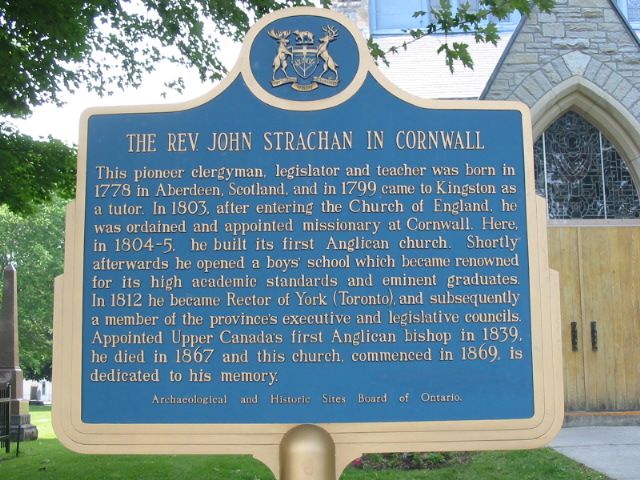 THE REV. JOHN STRACHAN IN CORNWALL
This pioneer clergyman, legislator and teacher was born in
1778 in Aberdeen, Scotland, and in 1799 came to Kingston as
a tutor. In 1803, after entering the Church of England, he
was ordained and appointed missionary at Cornwall. Here,
in 1804-5, he built its first Anglican church. Shortly
afterwards he opened a boys' school which became renowned
for its high academic standards and eminent graduates.
In 1812 he became Rector of York (Toronto), and subsequently
a member of the province's executive and legislative councils.
Appointed Upper Canada's first Anglican bishop in 1839,
he died in 1867 and this church, commenced in 1869, is
dedicated to his memory.
Archaeological and Historic Sites Board of Ontario.